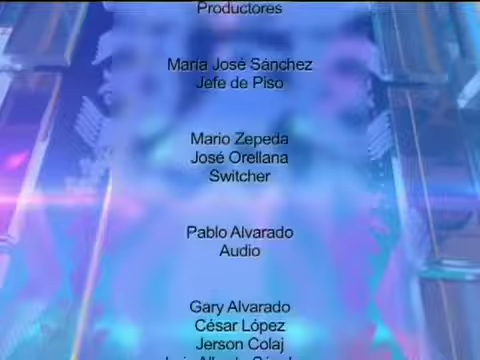 Productores
María José Sánchez
Jefe de Piso
Mario Zepeda
José Orellana
Switcher
Pablo Alvarado
Audio
Gary Alvarado
César López
Jerson Colaj